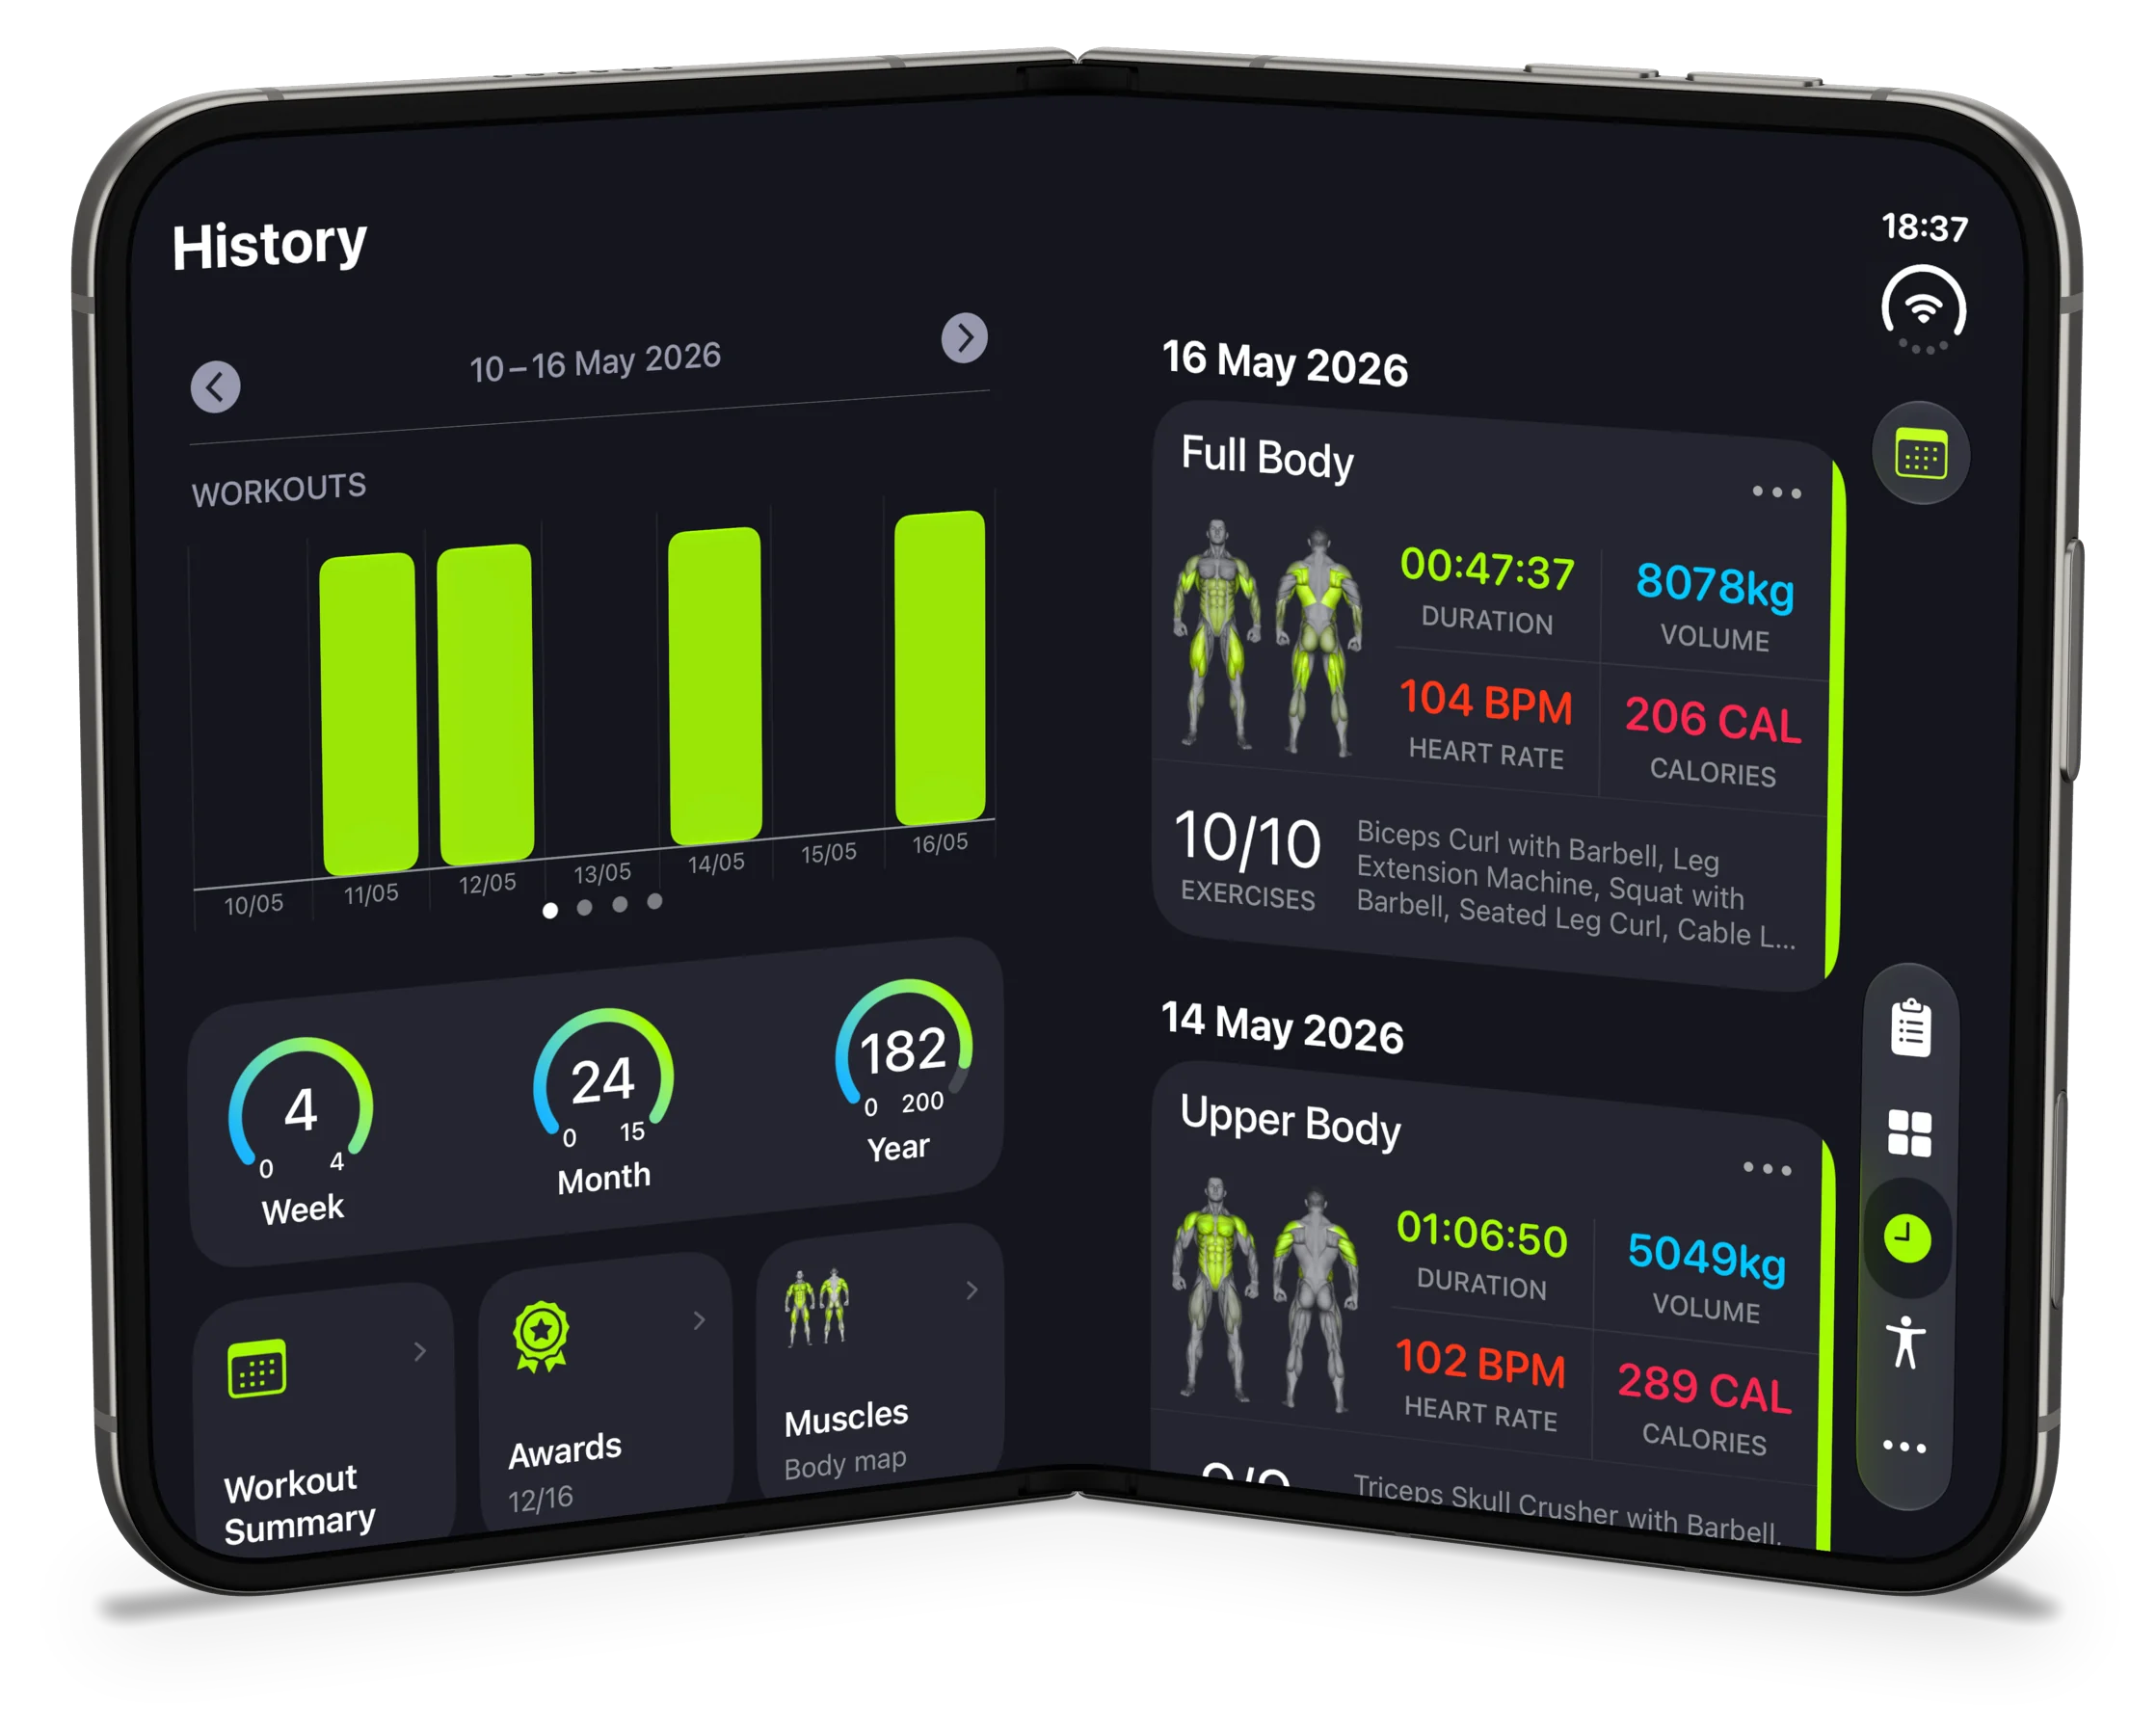 History
10–16 May 2026
WORKOUTS
10/05
11/05
12/05
13/05
14/05
15/05
16/05
4
0
4
Week
24
0
15
Month
182
0
200
Year
Workout
Summary
Awards
12/16
Muscles
Body map
18:37
16 May 2026
Full Body
00:47:37
DURATION
8078kg
VOLUME
104 BPM
HEART RATE
206 CAL
CALORIES
10/10
EXERCISES
Biceps Curl with Barbell, Leg
Extension Machine, Squat with
Barbell, Seated Leg Curl, Cable L...
14 May 2026
Upper Body
01:06:50
DURATION
5049kg
VOLUME
102 BPM
HEART RATE
289 CAL
CALORIES
9/9
Triceps Skull Crusher with Barbell,